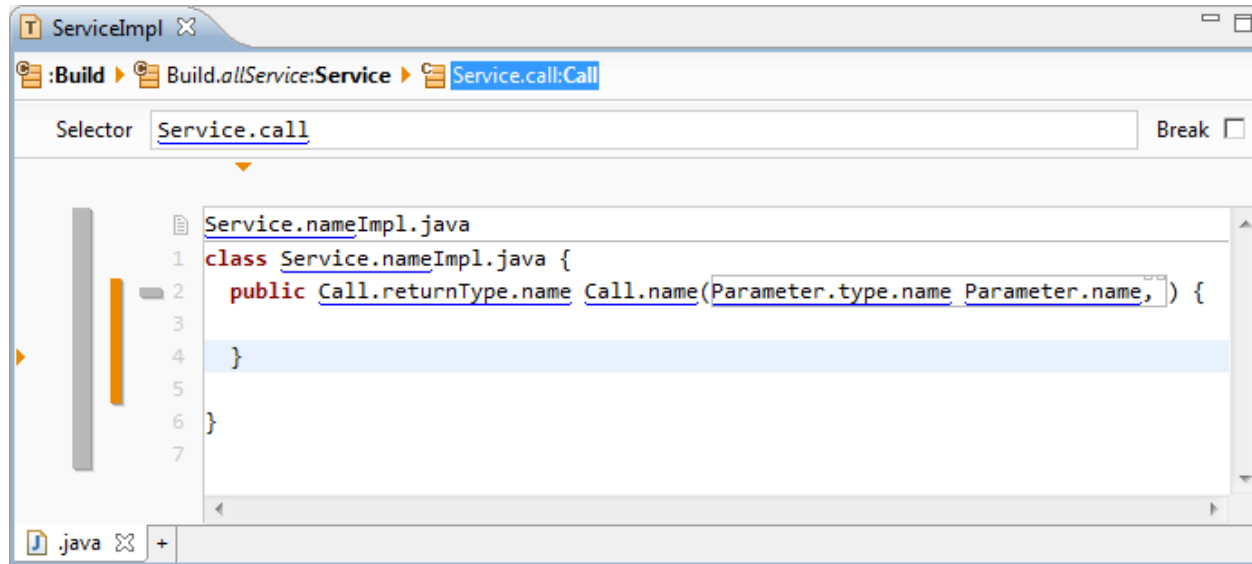 ServiceImpl
:Build Build.allService:Service Service.call:Call
Selector Service.call Break
Service.nameImpl.java
1 class Service.nameImpl.java {
2 public Call.returnType.name Call.name(Parameter.type.name Parameter.name, ) {
3
4 }
5
6 }
7
.java +